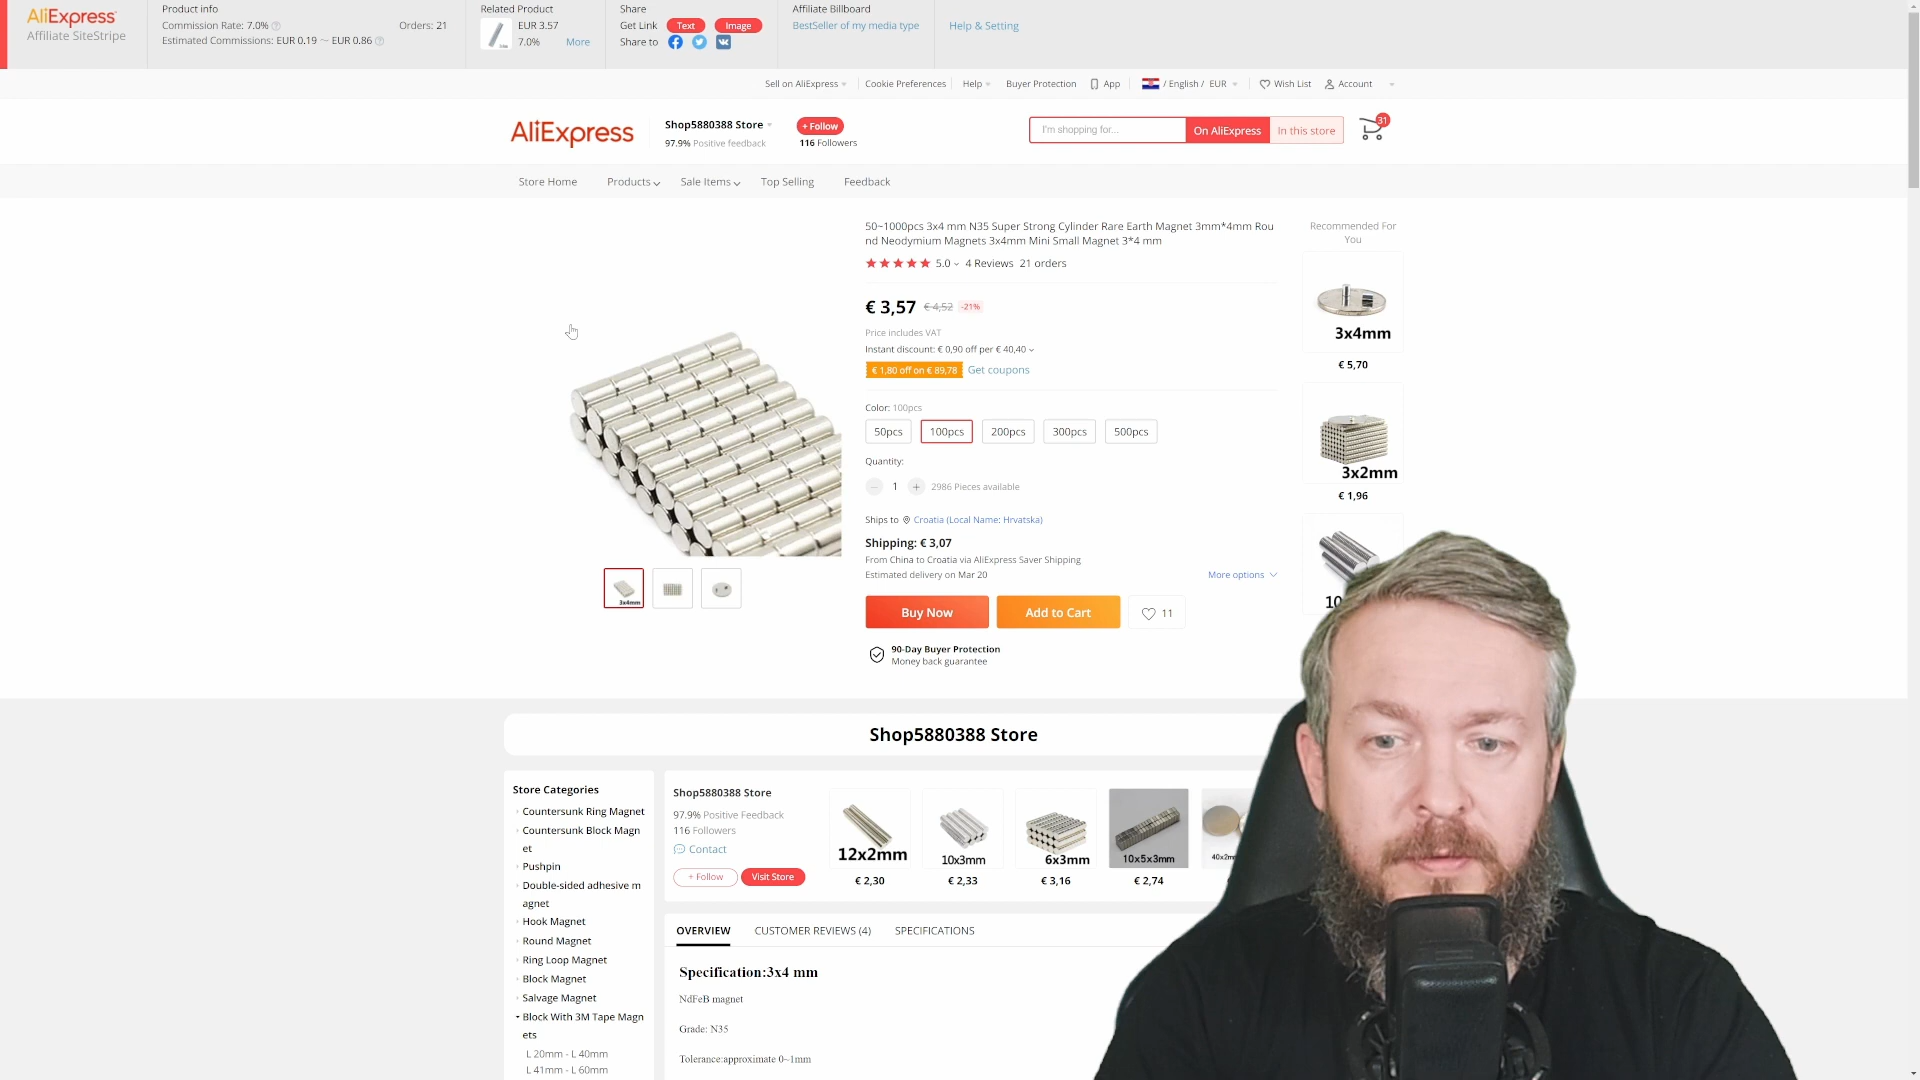 AliExpress
Affiliate SiteStripe
Product info
Commission Rate: 7.0%
Orders: 21
Estimated Commissions: EUR 0.19 ～ EUR 0.86
Related Product
EUR 3.57
7.0%
More
Share
Get Link
Text
Image
Share to
Affiliate Billboard
BestSeller of my media type
Help & Setting
Sell on AliExpress
Cookie Preferences
Help
Buyer Protection
App
/ English / EUR
Wish List
Account
AliExpress
Shop5880388 Store
97.9% Positive feedback
+ Follow
116 Followers
I'm shopping for...
On AliExpress
In this store
31
Store Home
Products
Sale Items
Top Selling
Feedback
50~1000pcs 3x4 mm N35 Super Strong Cylinder Rare Earth Magnet 3mm*4mm Rou
nd Neodymium Magnets 3x4mm Mini Small Magnet 3*4 mm
5.0
4 Reviews
21 orders
€ 3,57
€ 4,52
-21%
Price includes VAT
Instant discount: € 0,90 off per € 40,40
€ 1,80 off on € 89,78
Get coupons
Color: 100pcs
50pcs
100pcs
200pcs
300pcs
500pcs
Quantity:
1
2986 Pieces available
Ships to
Croatia (Local Name: Hrvatska)
Shipping: € 3,07
From China to Croatia via AliExpress Saver Shipping
Estimated delivery on Mar 20
More options
Buy Now
Add to Cart
11
90-Day Buyer Protection
Money back guarantee
3x4mm
Recommended For
You
3x4mm
€ 5,70
3x2mm
€ 1,96
10
Shop5880388 Store
Store Categories
Countersunk Ring Magnet
Countersunk Block Magn
et
Pushpin
Double-sided adhesive m
agnet
Hook Magnet
Round Magnet
Ring Loop Magnet
Block Magnet
Salvage Magnet
Block With 3M Tape Magn
ets
L 20mm - L 40mm
L 41mm - L 60mm
Shop5880388 Store
97.9% Positive Feedback
116 Followers
Contact
+ Follow
Visit Store
12x2mm
€ 2,30
10x3mm
€ 2,33
6x3mm
€ 3,16
10x5x3mm
€ 2,74
OVERVIEW
CUSTOMER REVIEWS (4)
SPECIFICATIONS
Specification:3x4 mm
NdFeB magnet
Grade: N35
Tolerance:approximate 0~1mm